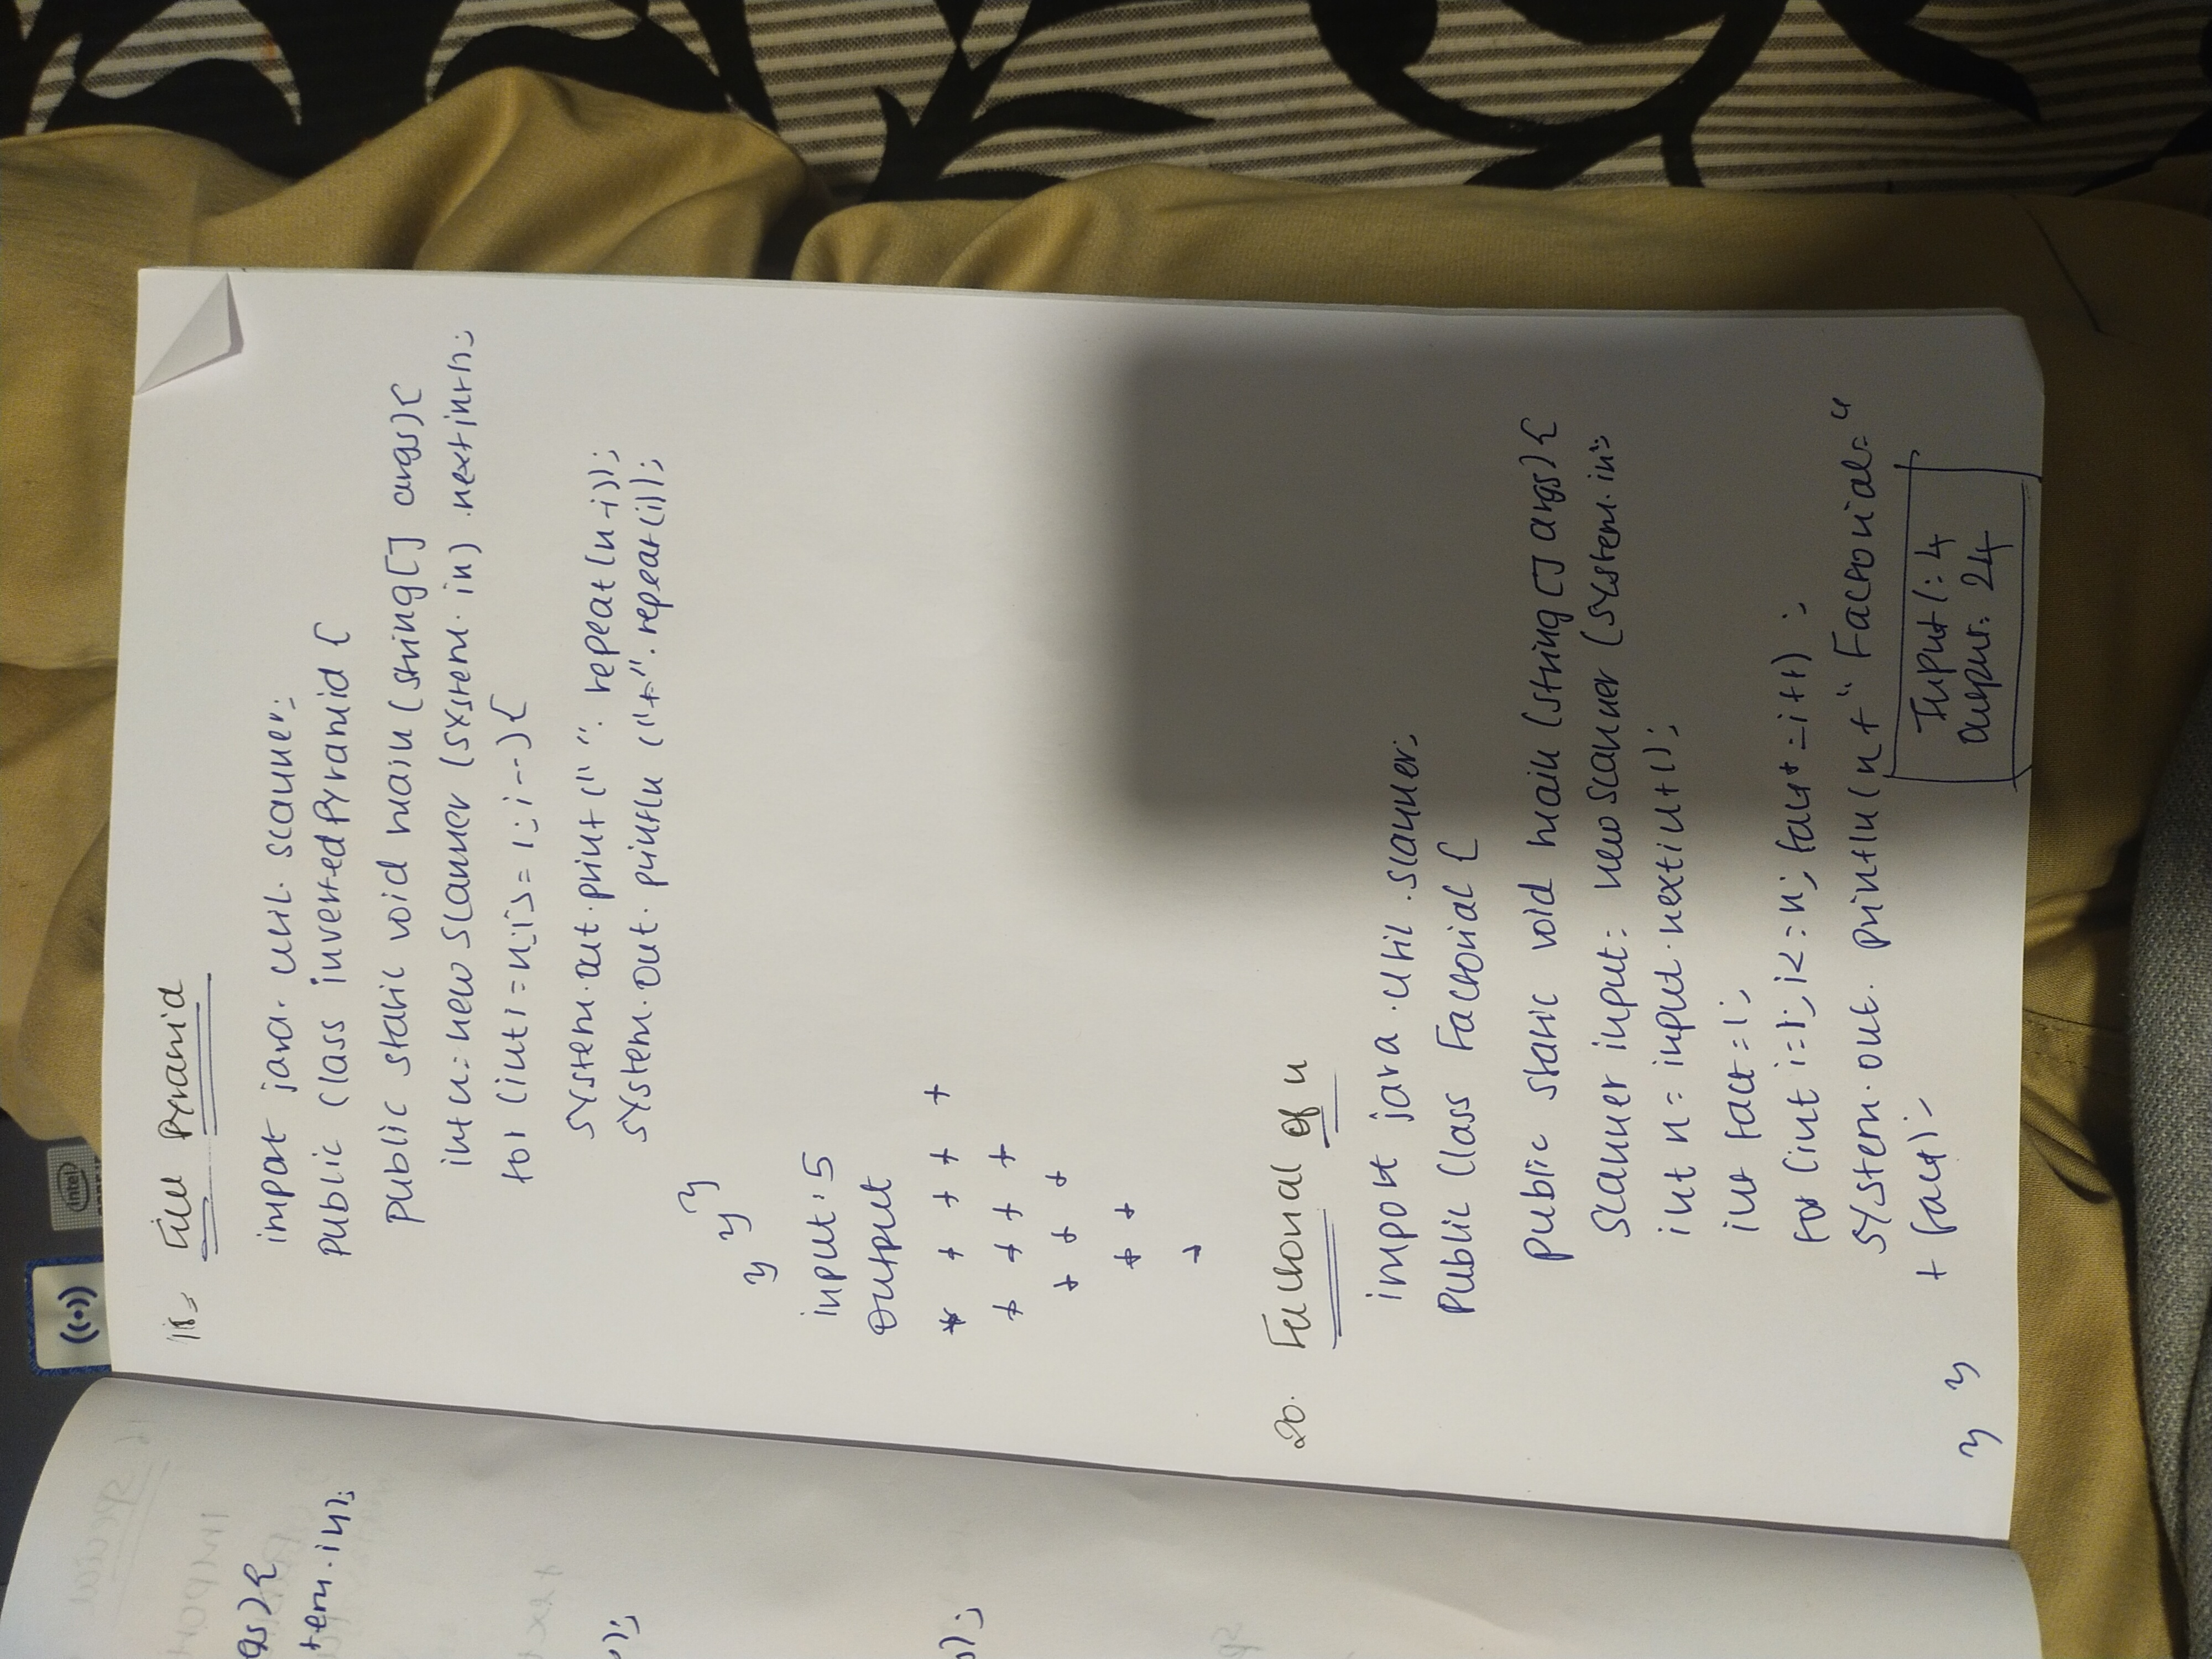 intel
gs){
tem.in);
);
);
18. Full Pyramid
import java.util.scanner;
public class invertedPyramid {
public static void main (string[] args){
int n = new Scanner (system.in).nextint();
for (int i = n; i >= 1; i--){
system.out.print (" ".repeat(n-i));
system.out.println ("*".repeat(i));
}
}
}
input: 5
Output
* * * * *
* * * *
* * *
* *
*
20. Factorial of n
import java.util.scanner;
Public Class Factorial {
public static void main (string[] args){
Scanner input = new Scanner (system.in);
int n = input.nextint();
int fact = 1;
for (int i=1; i<=n; fact*=i++);
system.out.println(n+" Factorial="
+ fact);
} }
Input 1: 4
Output: 24